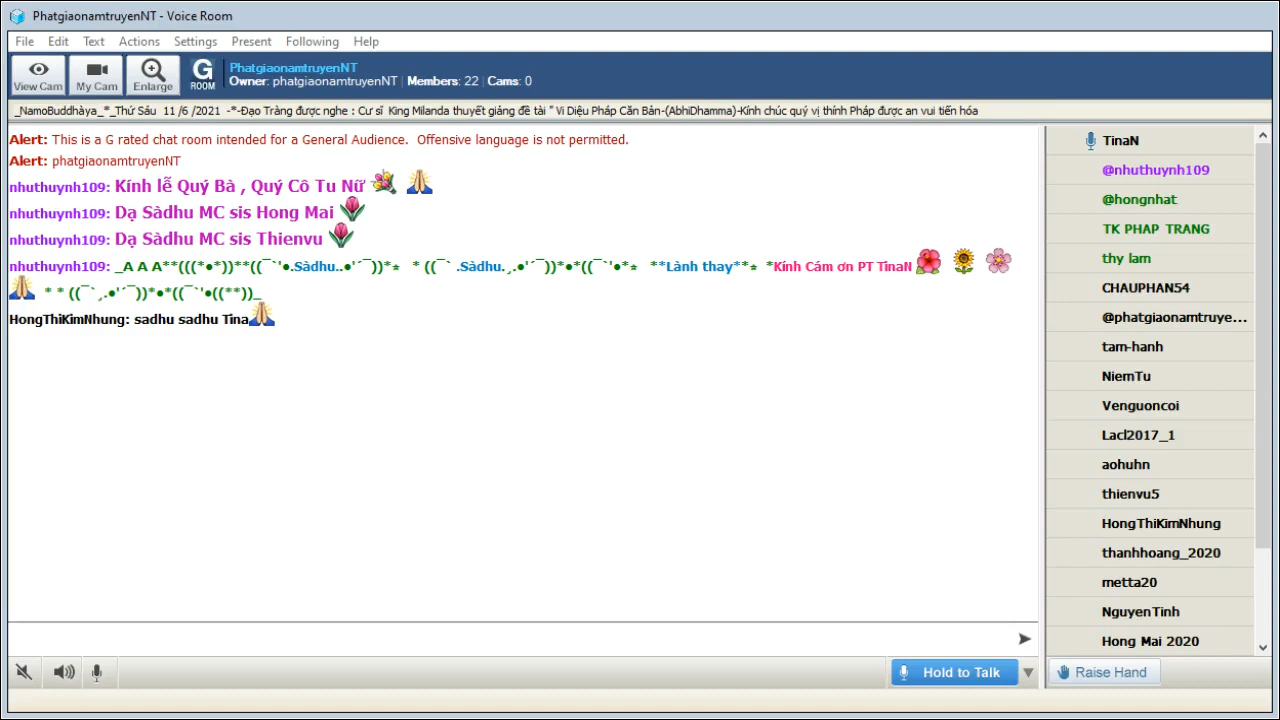 PhatgiaonamtruyenNT - Voice Room
File Edit Text Actions Settings Present Following Help
View Cam My Cam Enlarge G ROOM PhatgiaonamtruyenNT
Owner: phatgiaonamtruyenNT | Members: 22 | Cams: 0
_NamoBuddhàya_*_Thứ Sáu 11/6 /2021 -*-Đạo Tràng được nghe : Cư sĩ King Milanda thuyết giảng đề tài " Vi Diệu Pháp Căn Bản-(AbhiDhamma)-Kính chúc quý vị thính Pháp được an vui tiến hóa
Alert: This is a G rated chat room intended for a General Audience. Offensive language is not permitted.
Alert: phatgiaonamtruyenNT
nhuthuynh109: Kính lễ Quý Bà , Quý Cô Tu Nữ
nhuthuynh109: Dạ Sàdhu MC sis Hong Mai
nhuthuynh109: Dạ Sàdhu MC sis Thienvu
nhuthuynh109: _A A A**(((*•*))**((¯`'•.Sàdhu..•'´¯))*⋆ * ((¯` .Sàdhu.¸.•'´¯))*•*((¯`'•*⋆ **Lành thay**⋆ *Kính Cám ơn PT TinaN
* * ((¯`¸.•'´¯))*•*((¯`'•((**))_
HongThiKimNhung: sadhu sadhu Tina
TinaN
@nhuthuynh109
@hongnhat
TK PHAP TRANG
thy lam
CHAUPHAN54
@phatgiaonamtruye...
tam-hanh
NiemTu
Venguoncoi
Lacl2017_1
aohuhn
thienvu5
HongThiKimNhung
thanhhoang_2020
metta20
NguyenTinh
Hong Mai 2020
Hold to Talk
Raise Hand